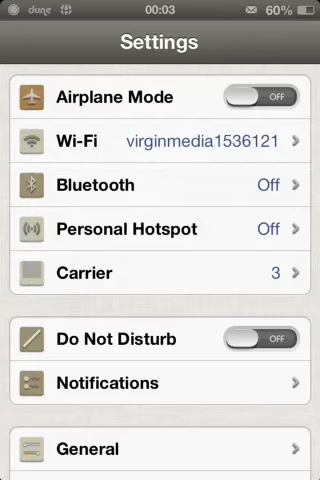 dune 00:03 60%
Settings
Airplane Mode OFF
Wi-Fi virginmedia1536121
Bluetooth Off
Personal Hotspot Off
Carrier 3
Do Not Disturb OFF
Notifications
General